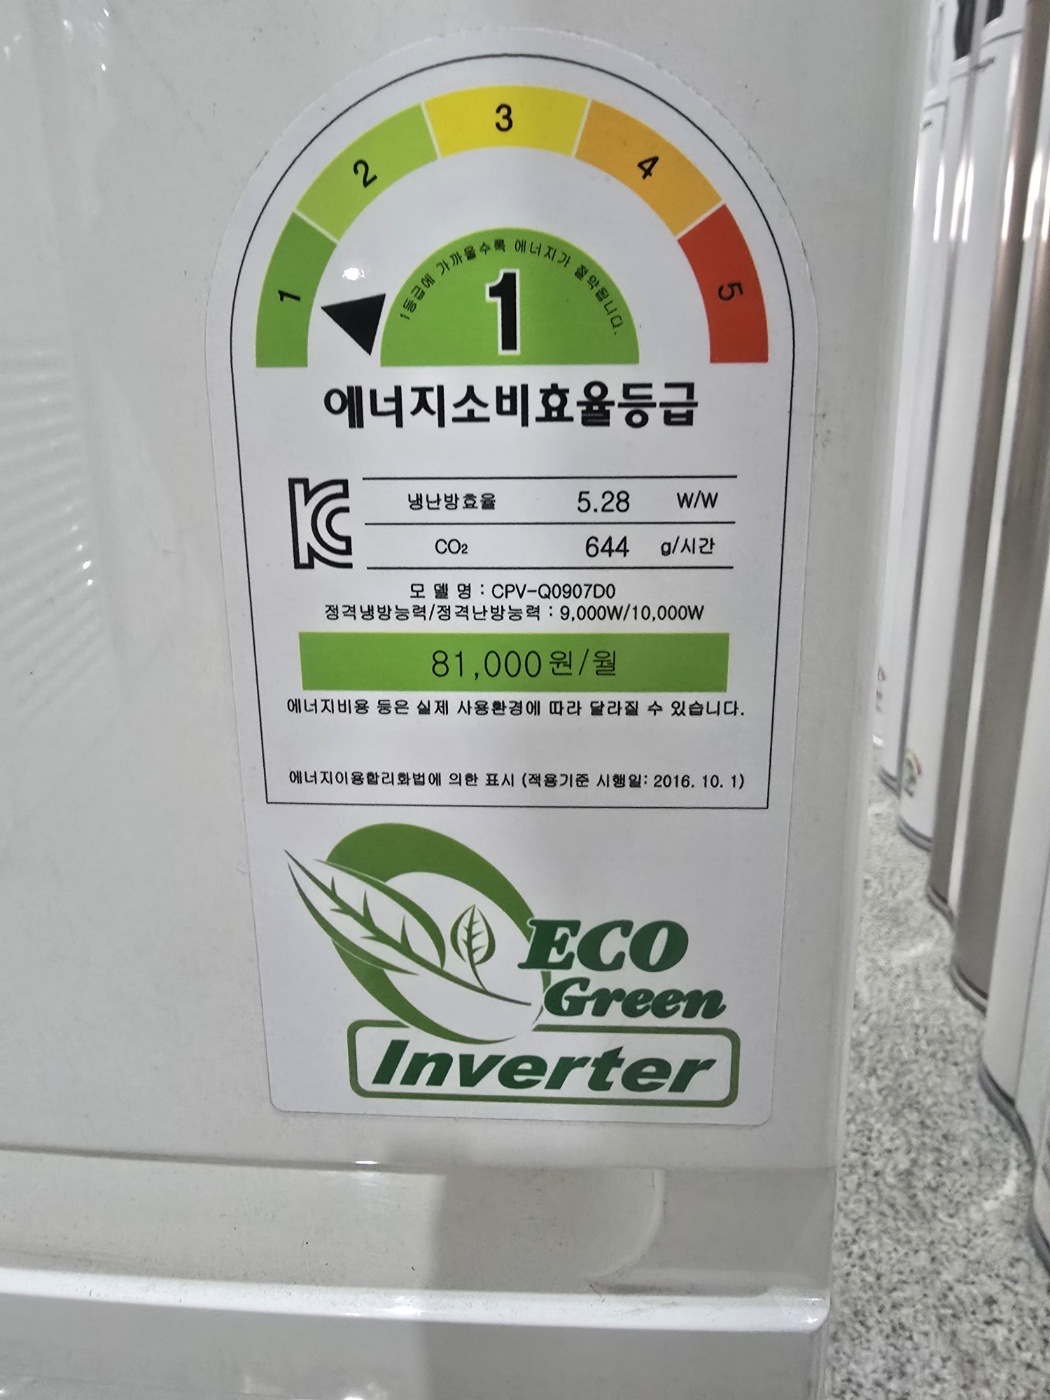 1
2
3
4
5
1등급에 가까울수록 에너지가 절약됩니다.
1
에너지소비효율등급
냉난방효율 5.28 W/W
CO₂ 644 g/시간
모 델 명 : CPV-Q0907D0
정격냉방능력/정격난방능력 : 9,000W/10,000W
81,000원/월
에너지비용 등은 실제 사용환경에 따라 달라질 수 있습니다.
에너지이용합리화법에 의한 표시 (적용기준 시행일: 2016. 10. 1)
ECO
Green
Inverter